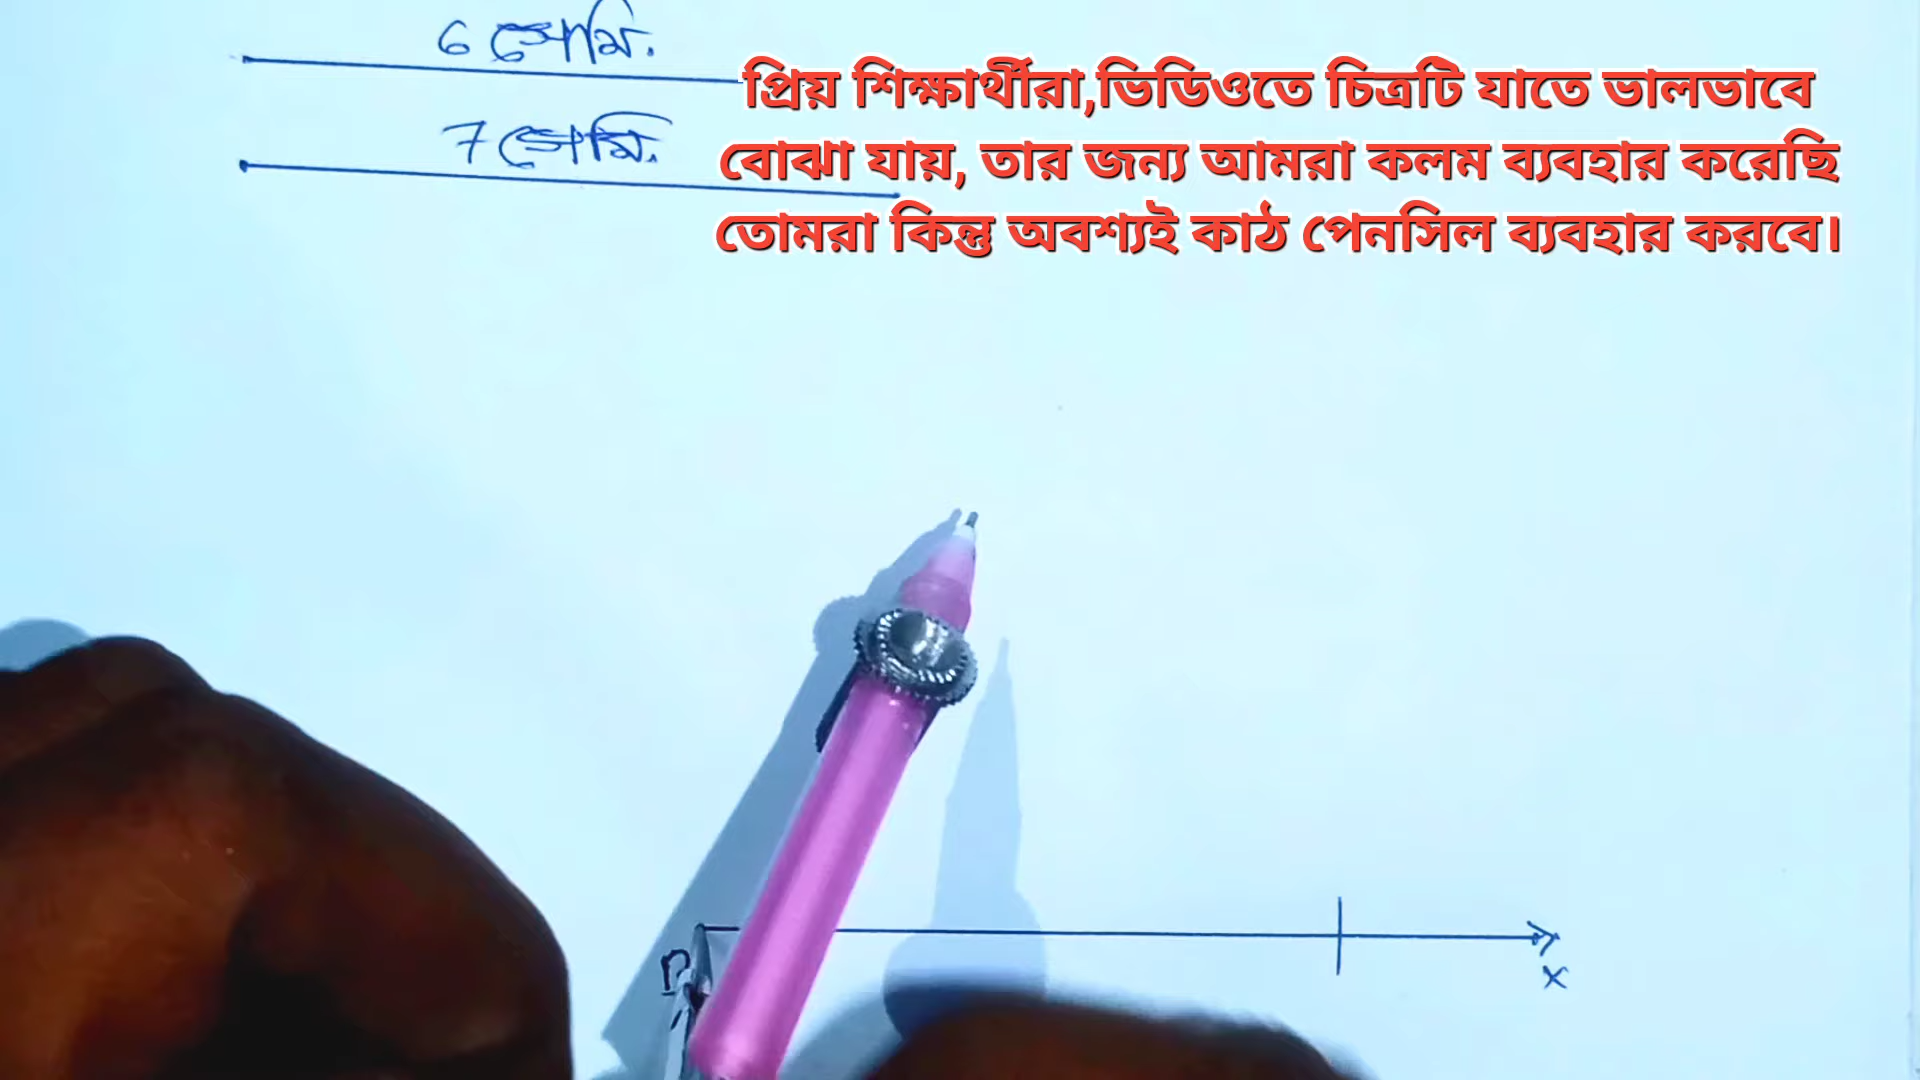 6 সেমি.
7 সেমি.
প্রিয় শিক্ষার্থীরা,ভিডিওতে চিত্রটি যাতে ভালভাবে
বোঝা যায়, তার জন্য আমরা কলম ব্যবহার করেছি
তোমরা কিন্তু অবশ্যই কাঠ পেনসিল ব্যবহার করবে।
x